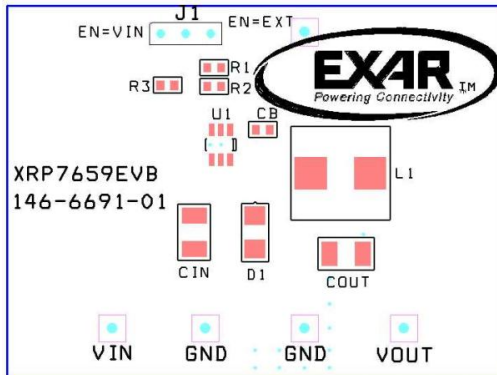 J1
EN=VIN
EN=EXT
EXAR
Powering Connectivity TM
R1
R3
R2
U1
CB
L1
XRP7659EVB
146-6691-01
CIN
D1
COUT
VIN
GND
GND
VOUT